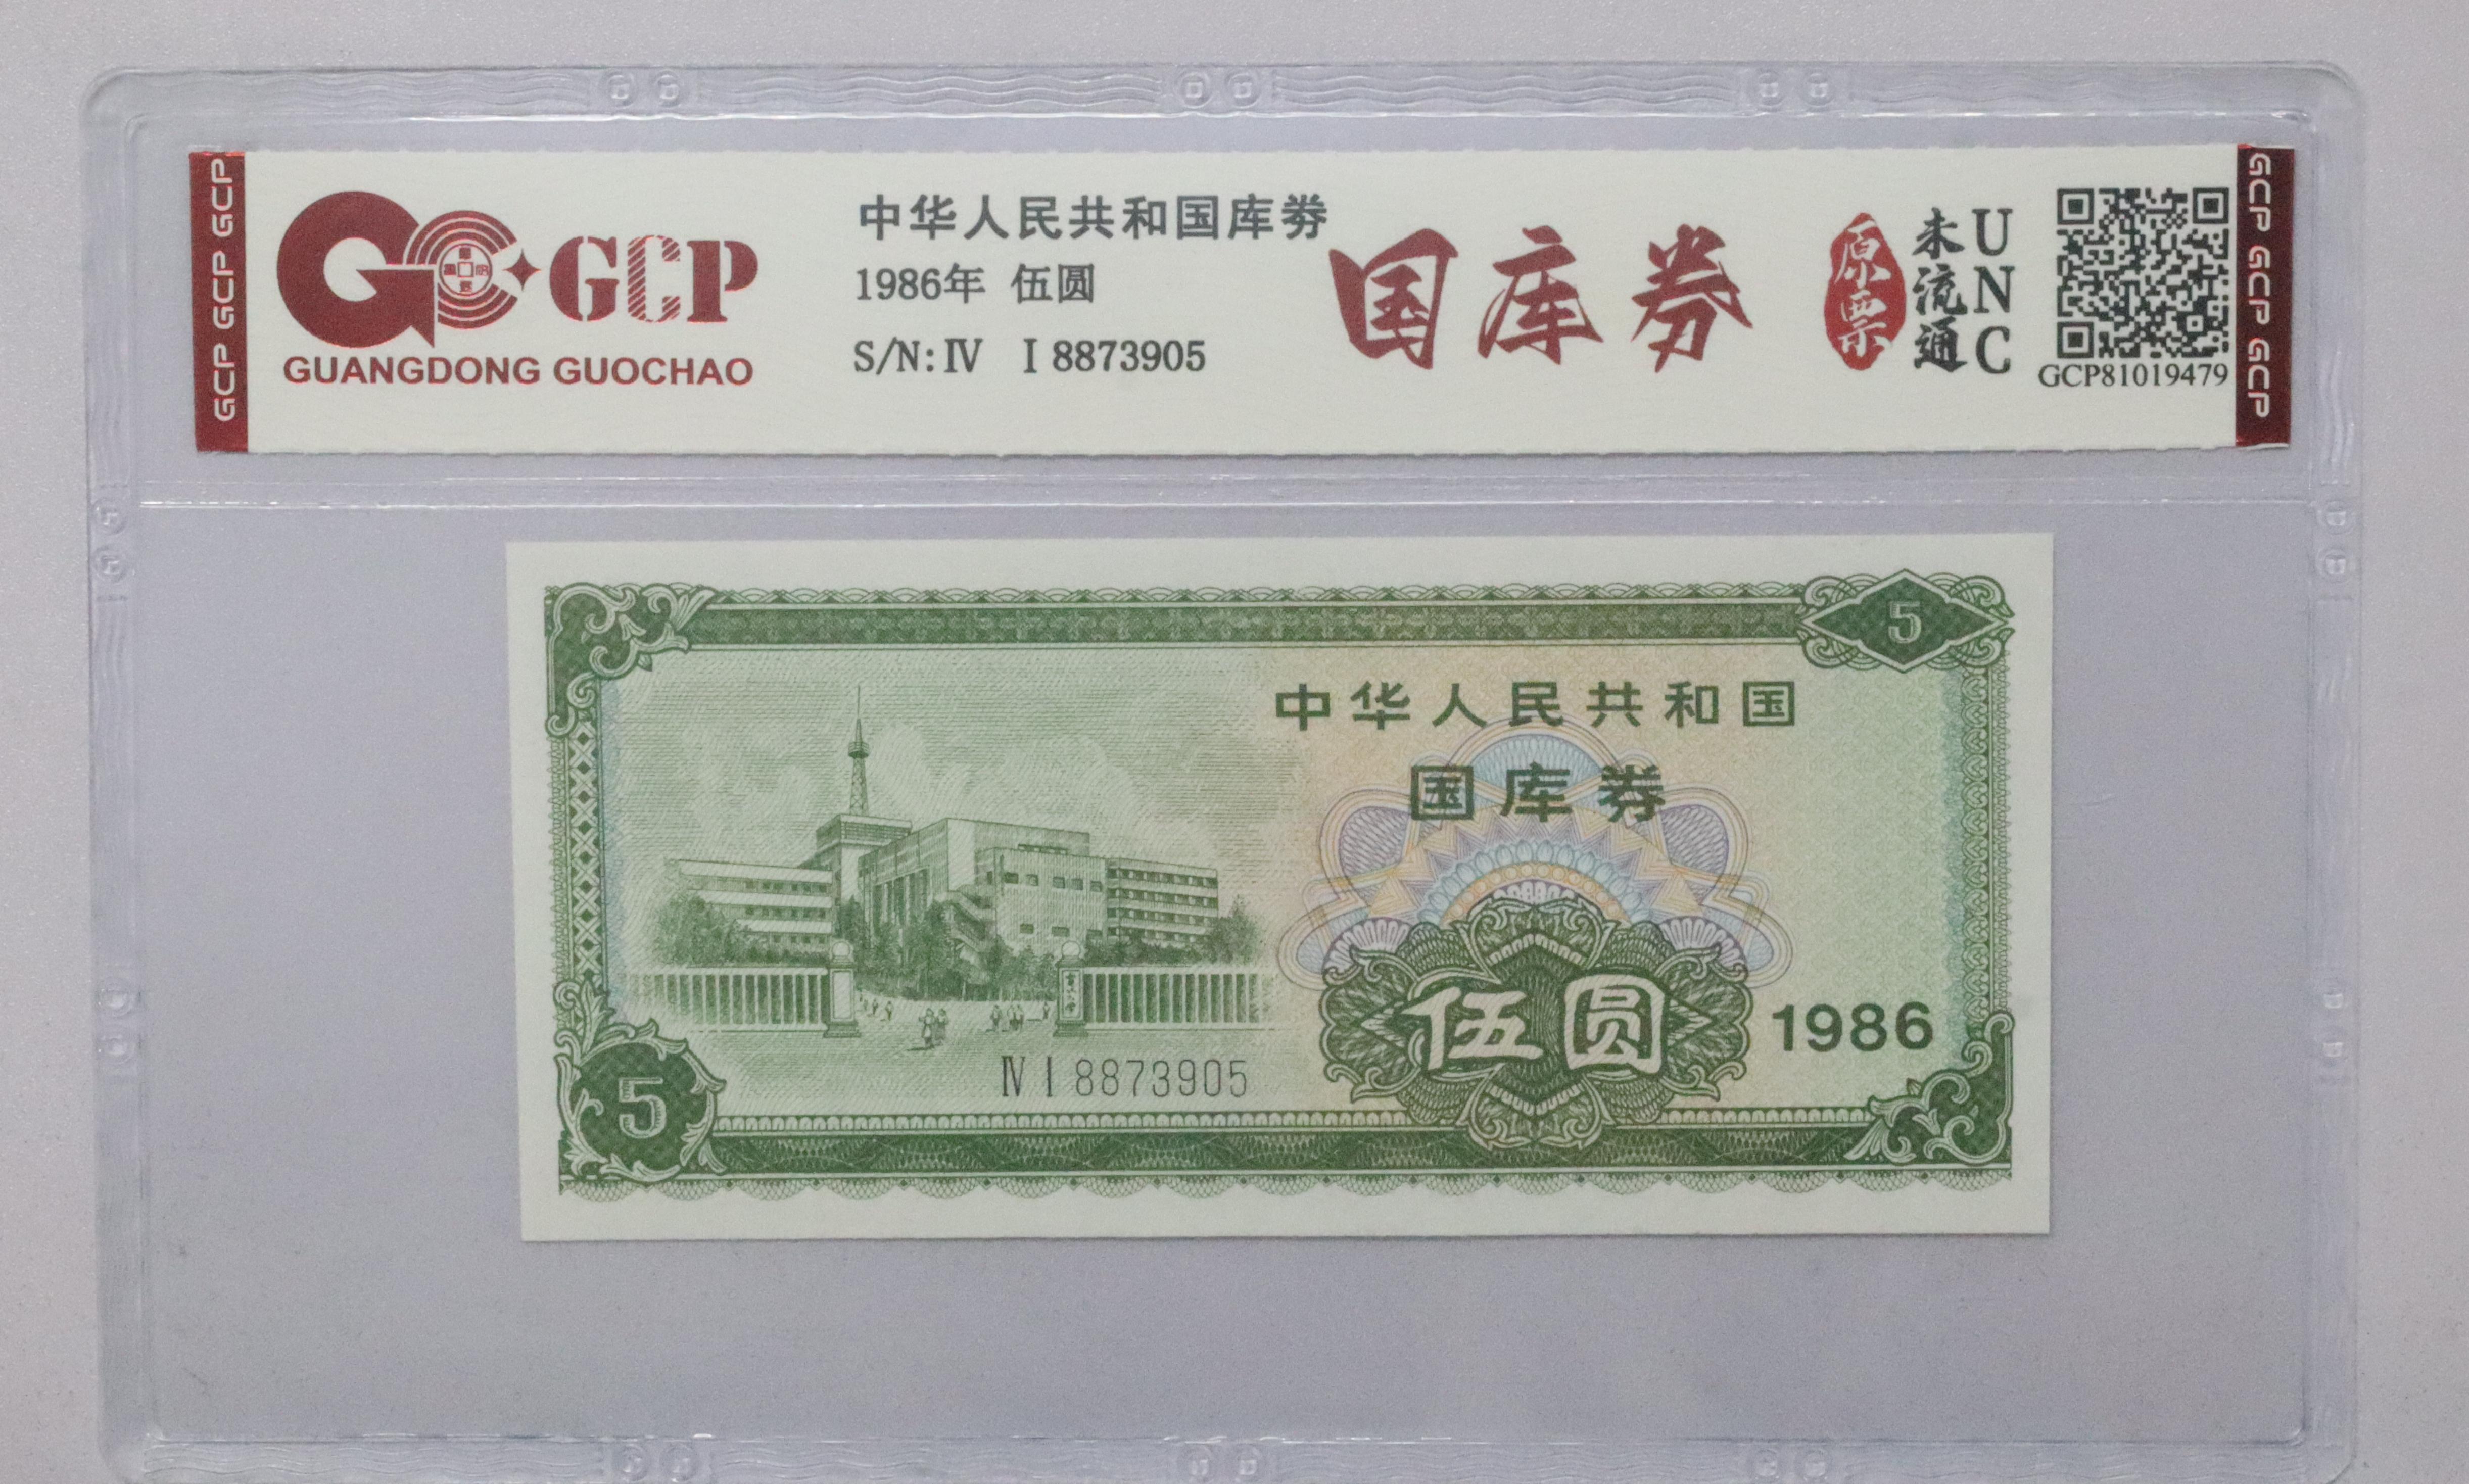 GCP GCP GCP
GCP
GUANGDONG GUOCHAO
中华人民共和国库券
1986年 伍圆
S/N: Ⅳ Ⅰ 8873905
国库券
原票
未流通
UNC
GCP81019479
GCP GCP GCP
5
中华人民共和国
国库券
伍圆
1986
ⅣⅠ8873905
5